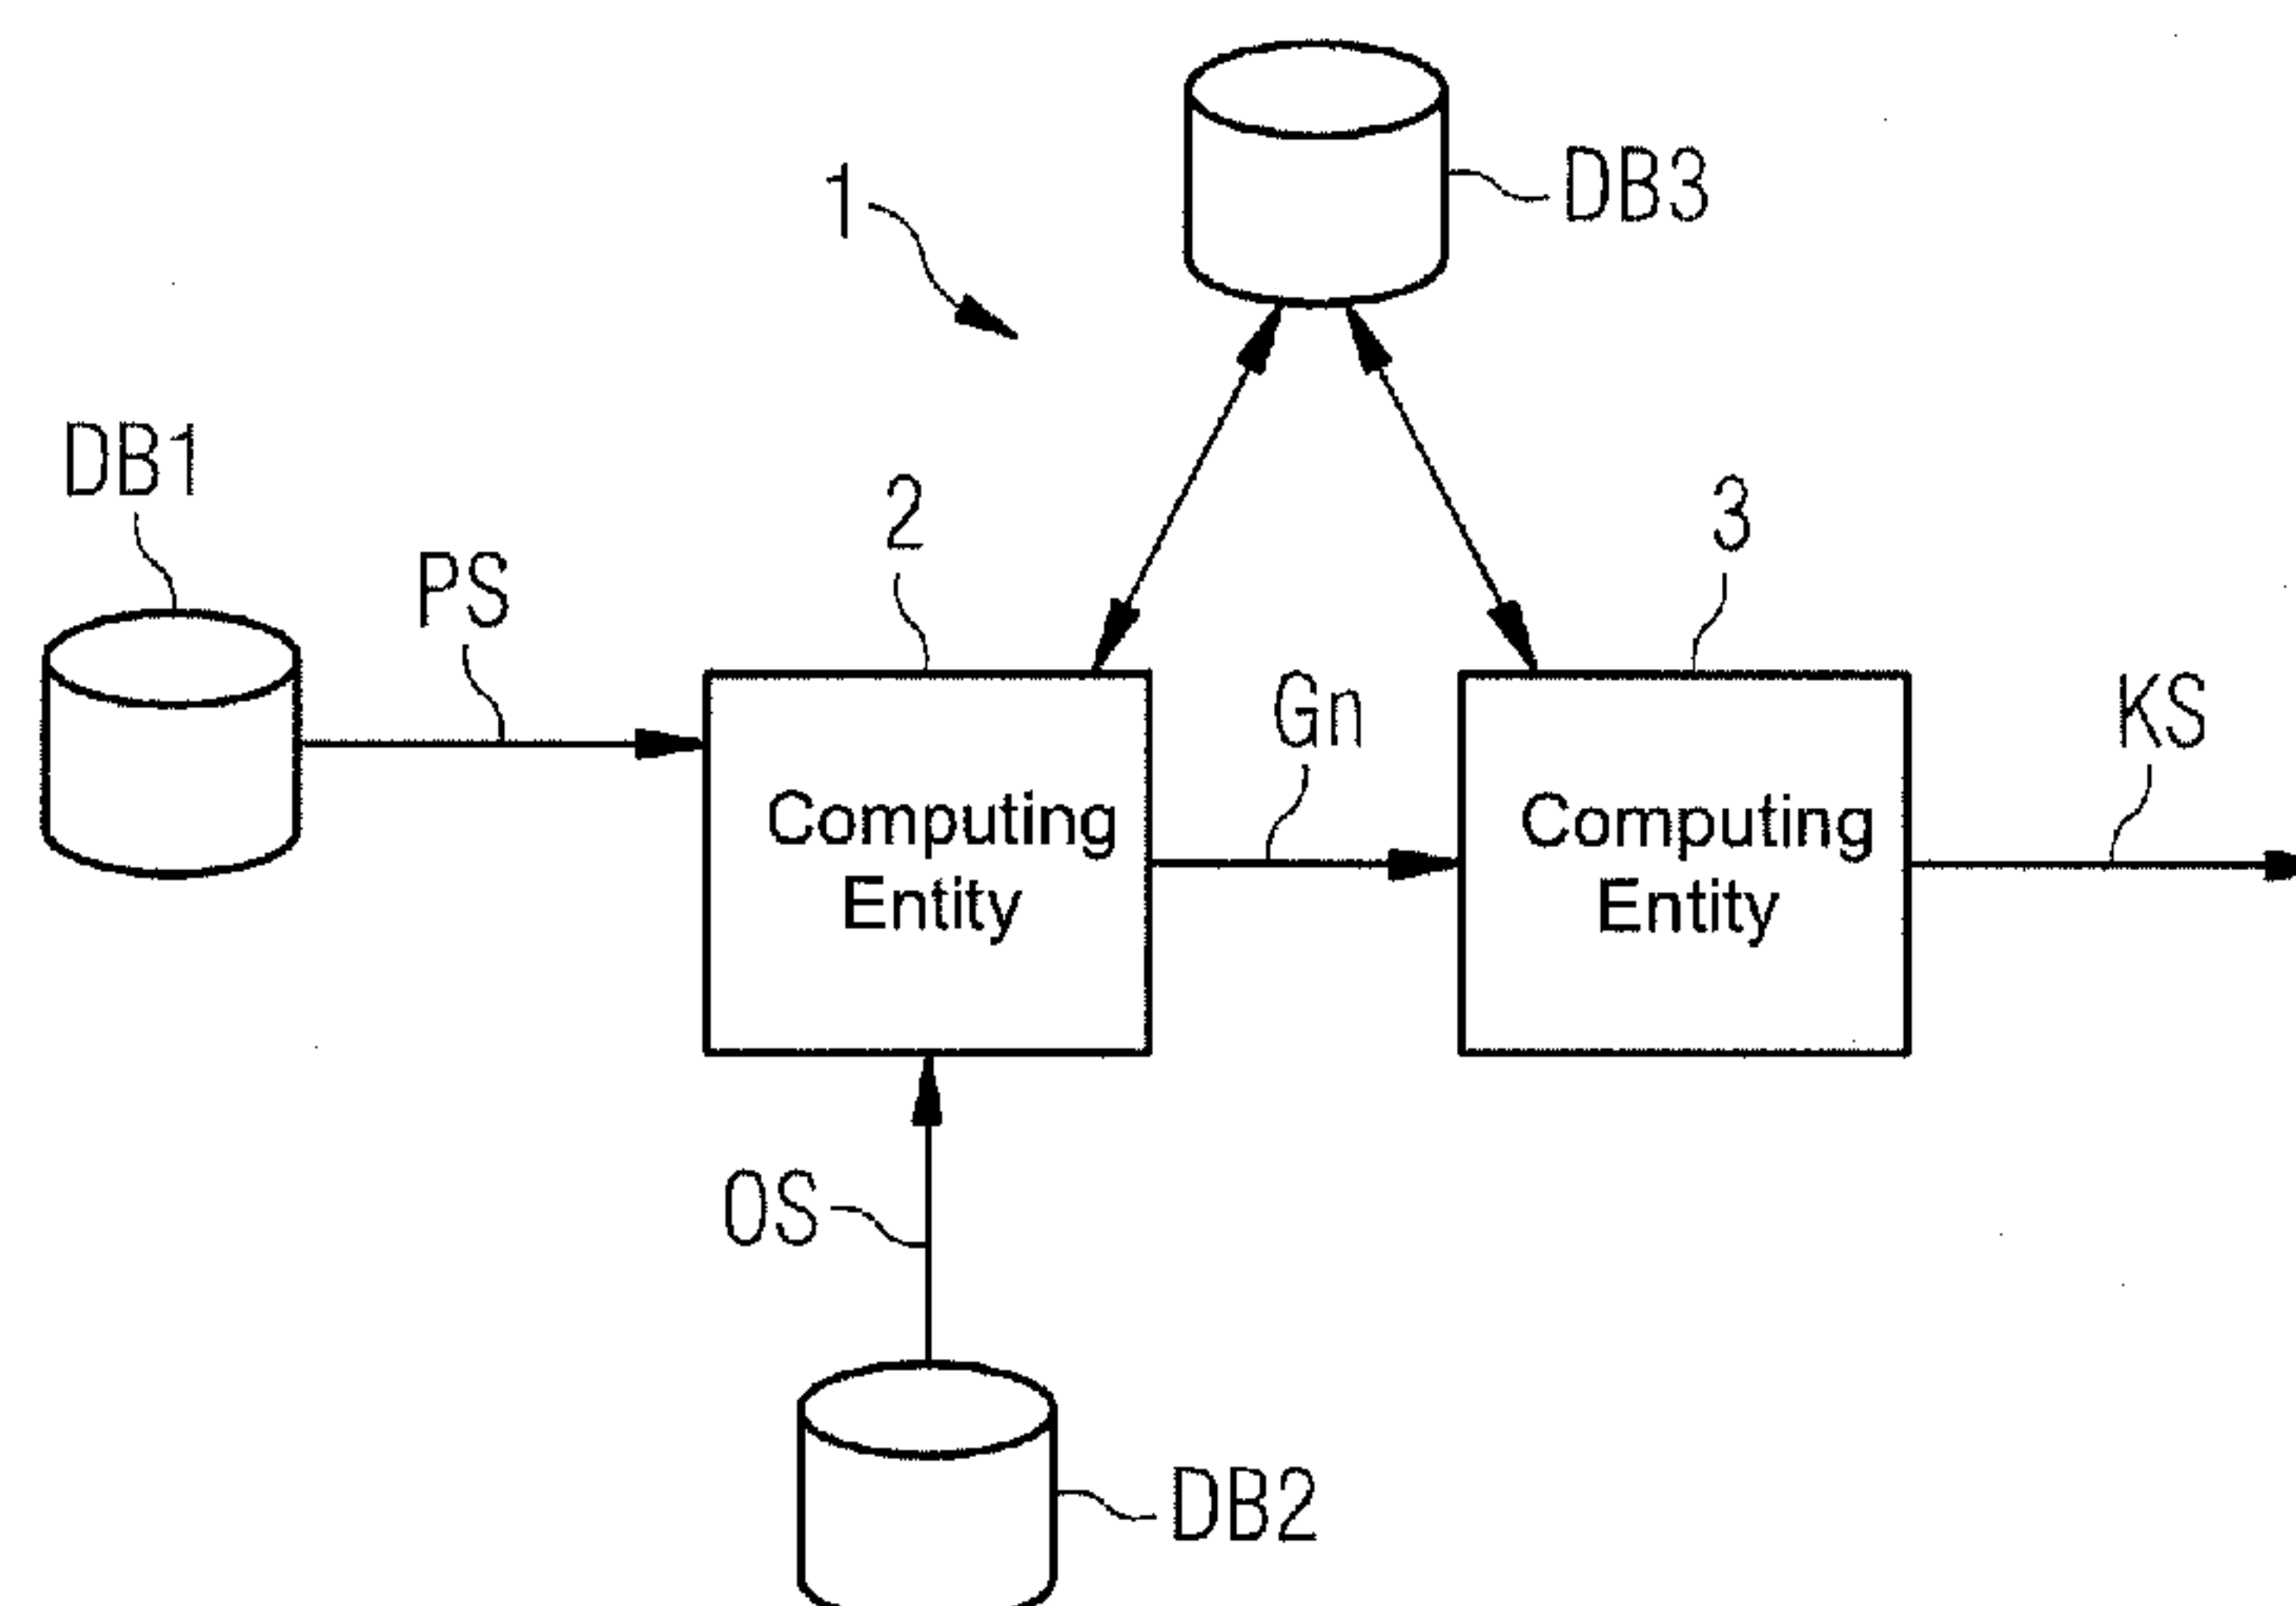 1
DB3
DB1
PS
2
3
Gn
KS
Computing
Entity
Computing
Entity
OS
DB2